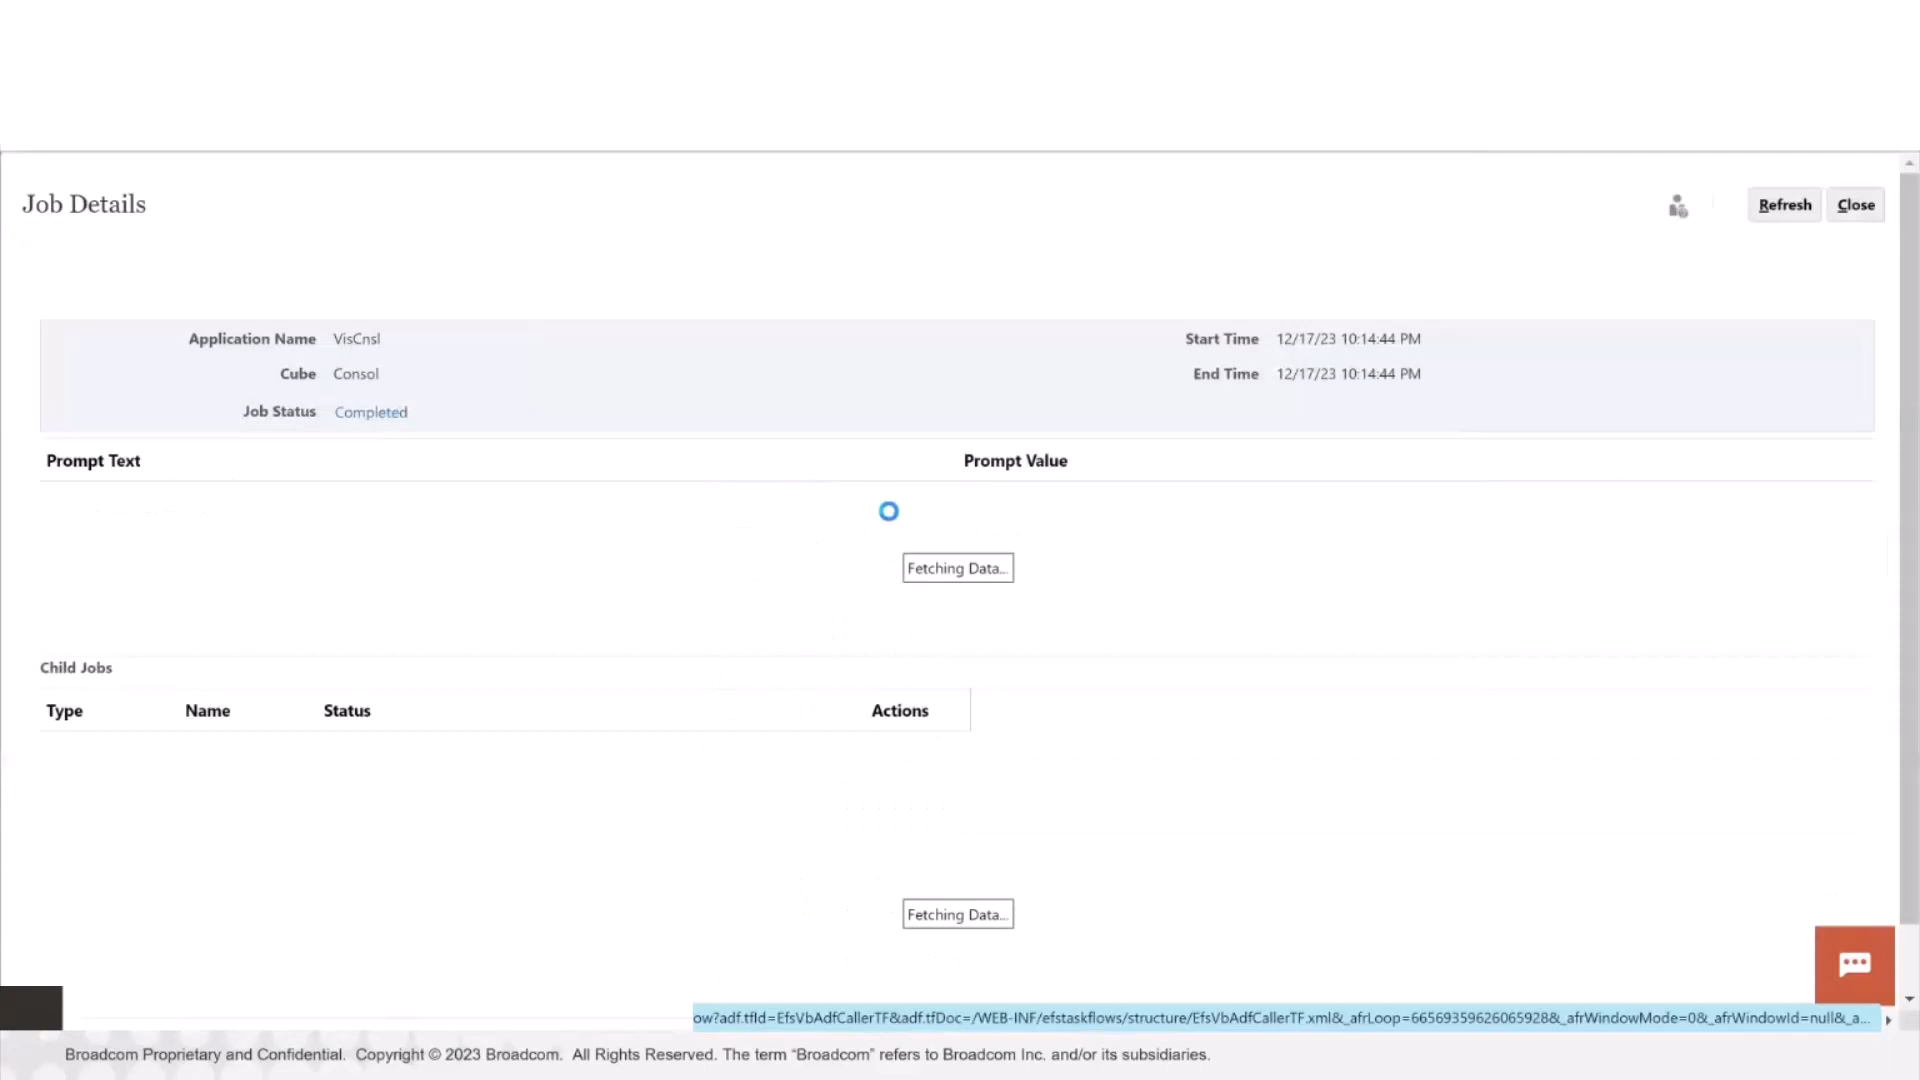 Job Details
Refresh Close
Application Name VisCnsl Start Time 12/17/23 10:14:44 PM
Cube Consol End Time 12/17/23 10:14:44 PM
Job Status Completed
Prompt Text Prompt Value
Fetching Data...
Child Jobs
Type Name Status Actions
Fetching Data...
ow?adf.tfId=EfsVbAdfCallerTF&adf.tfDoc=/WEB-INF/efstaskflows/structure/EfsVbAdfCallerTF.xml&_afrLoop=66569359626065928&_afrWindowMode=0&_afrWindowId=null&_a...
Broadcom Proprietary and Confidential. Copyright © 2023 Broadcom. All Rights Reserved. The term “Broadcom” refers to Broadcom Inc. and/or its subsidiaries.